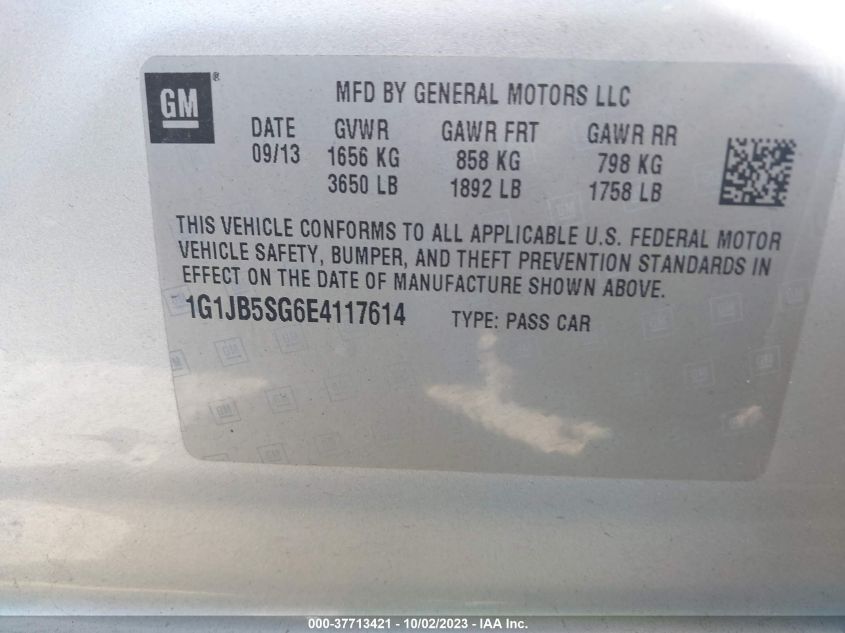 GM ®
MFD BY GENERAL MOTORS LLC
DATE GVWR GAWR FRT GAWR RR
09/13 1656 KG 858 KG 798 KG
3650 LB 1892 LB 1758 LB
THIS VEHICLE CONFORMS TO ALL APPLICABLE U.S. FEDERAL MOTOR
VEHICLE SAFETY, BUMPER, AND THEFT PREVENTION STANDARDS IN
EFFECT ON THE DATE OF MANUFACTURE SHOWN ABOVE.
1G1JB5SG6E4117614 TYPE: PASS CAR
000-37713421 - 10/02/2023 - IAA Inc.